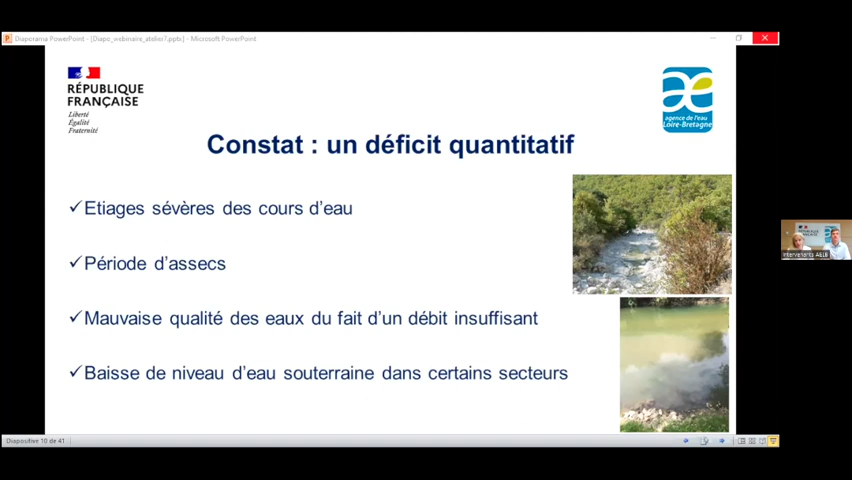 Diaporama PowerPoint - [Diapo_webinaire_atelier7.pptx] - Microsoft PowerPoint
RÉPUBLIQUE
FRANÇAISE
Liberté
Égalité
Fraternité
agence de l'eau
Loire-Bretagne
Constat : un déficit quantitatif
✓Etiages sévères des cours d'eau
✓Période d'assecs
✓Mauvaise qualité des eaux du fait d'un débit insuffisant
✓Baisse de niveau d'eau souterraine dans certains secteurs
Intervenants AELB
Diapositive 10 de 41